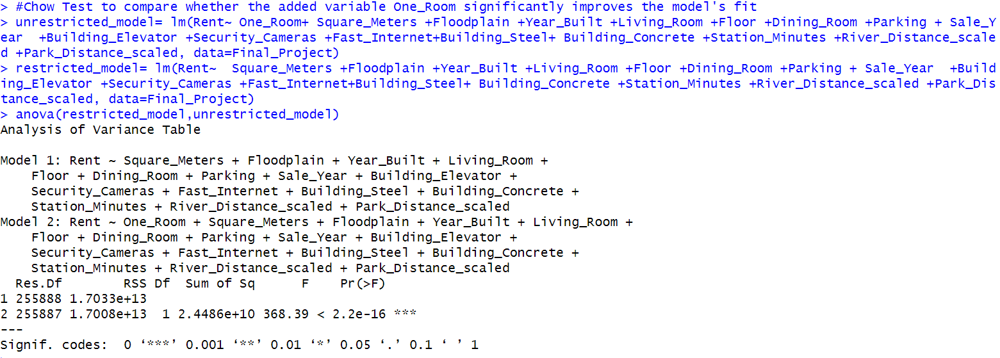 > #Chow Test to compare whether the added variable One_Room significantly improves the model's fit
> unrestricted_model= lm(Rent~ One_Room+ Square_Meters +Floodplain +Year_Built +Living_Room +Floor +Dining_Room +Parking + Sale_Y
ear  +Building_Elevator +Security_Cameras +Fast_Internet+Building_Steel+ Building_Concrete +Station_Minutes +River_Distance_scale
d +Park_Distance_scaled, data=Final_Project)
> restricted_model= lm(Rent~  Square_Meters +Floodplain +Year_Built +Living_Room +Floor +Dining_Room +Parking + Sale_Year  +Build
ing_Elevator +Security_Cameras +Fast_Internet+Building_Steel+ Building_Concrete +Station_Minutes +River_Distance_scaled +Park_Dis
tance_scaled, data=Final_Project)
> anova(restricted_model,unrestricted_model)
Analysis of Variance Table

Model 1: Rent ~ Square_Meters + Floodplain + Year_Built + Living_Room +
    Floor + Dining_Room + Parking + Sale_Year + Building_Elevator +
    Security_Cameras + Fast_Internet + Building_Steel + Building_Concrete +
    Station_Minutes + River_Distance_scaled + Park_Distance_scaled
Model 2: Rent ~ One_Room + Square_Meters + Floodplain + Year_Built + Living_Room +
    Floor + Dining_Room + Parking + Sale_Year + Building_Elevator +
    Security_Cameras + Fast_Internet + Building_Steel + Building_Concrete +
    Station_Minutes + River_Distance_scaled + Park_Distance_scaled
  Res.Df        RSS Df  Sum of Sq      F    Pr(>F)
1 255888 1.7033e+13
2 255887 1.7008e+13  1 2.4486e+10 368.39 < 2.2e-16 ***
---
Signif. codes:  0 ‘***’ 0.001 ‘**’ 0.01 ‘*’ 0.05 ‘.’ 0.1 ‘ ’ 1